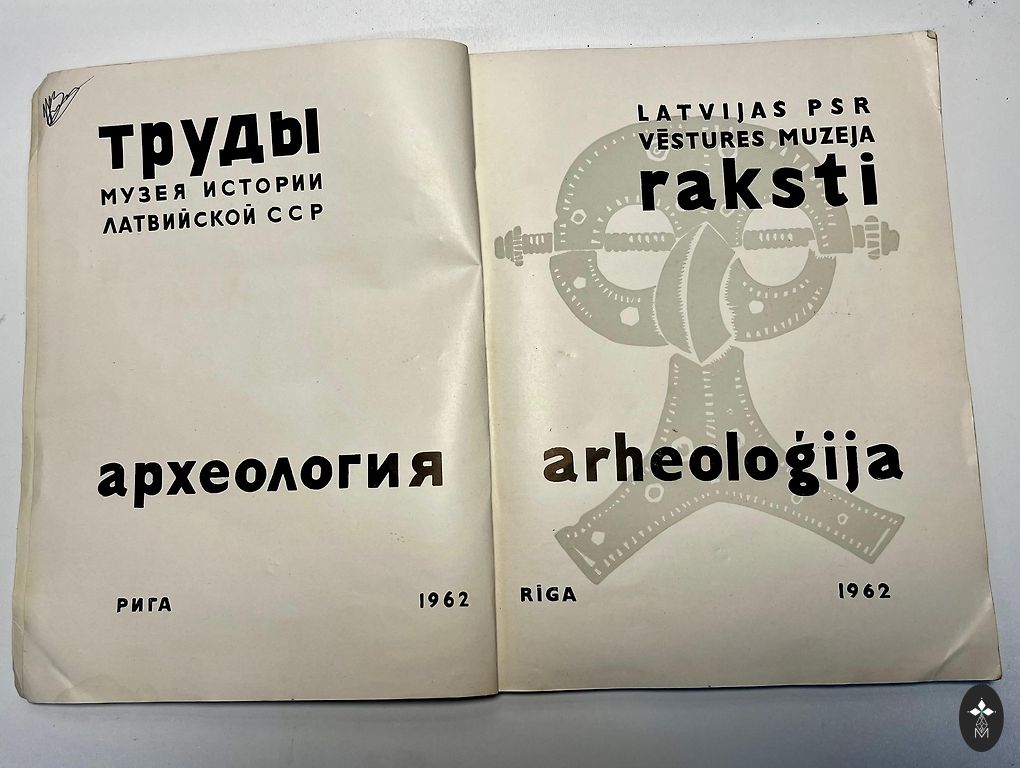 труды
МУЗЕЯ ИСТОРИИ
ЛАТВИЙСКОЙ ССР
археология
РИГА 1962
LATVIJAS PSR
VĒSTURES MUZEJA
raksti
arheoloģija
RĪGA 1962